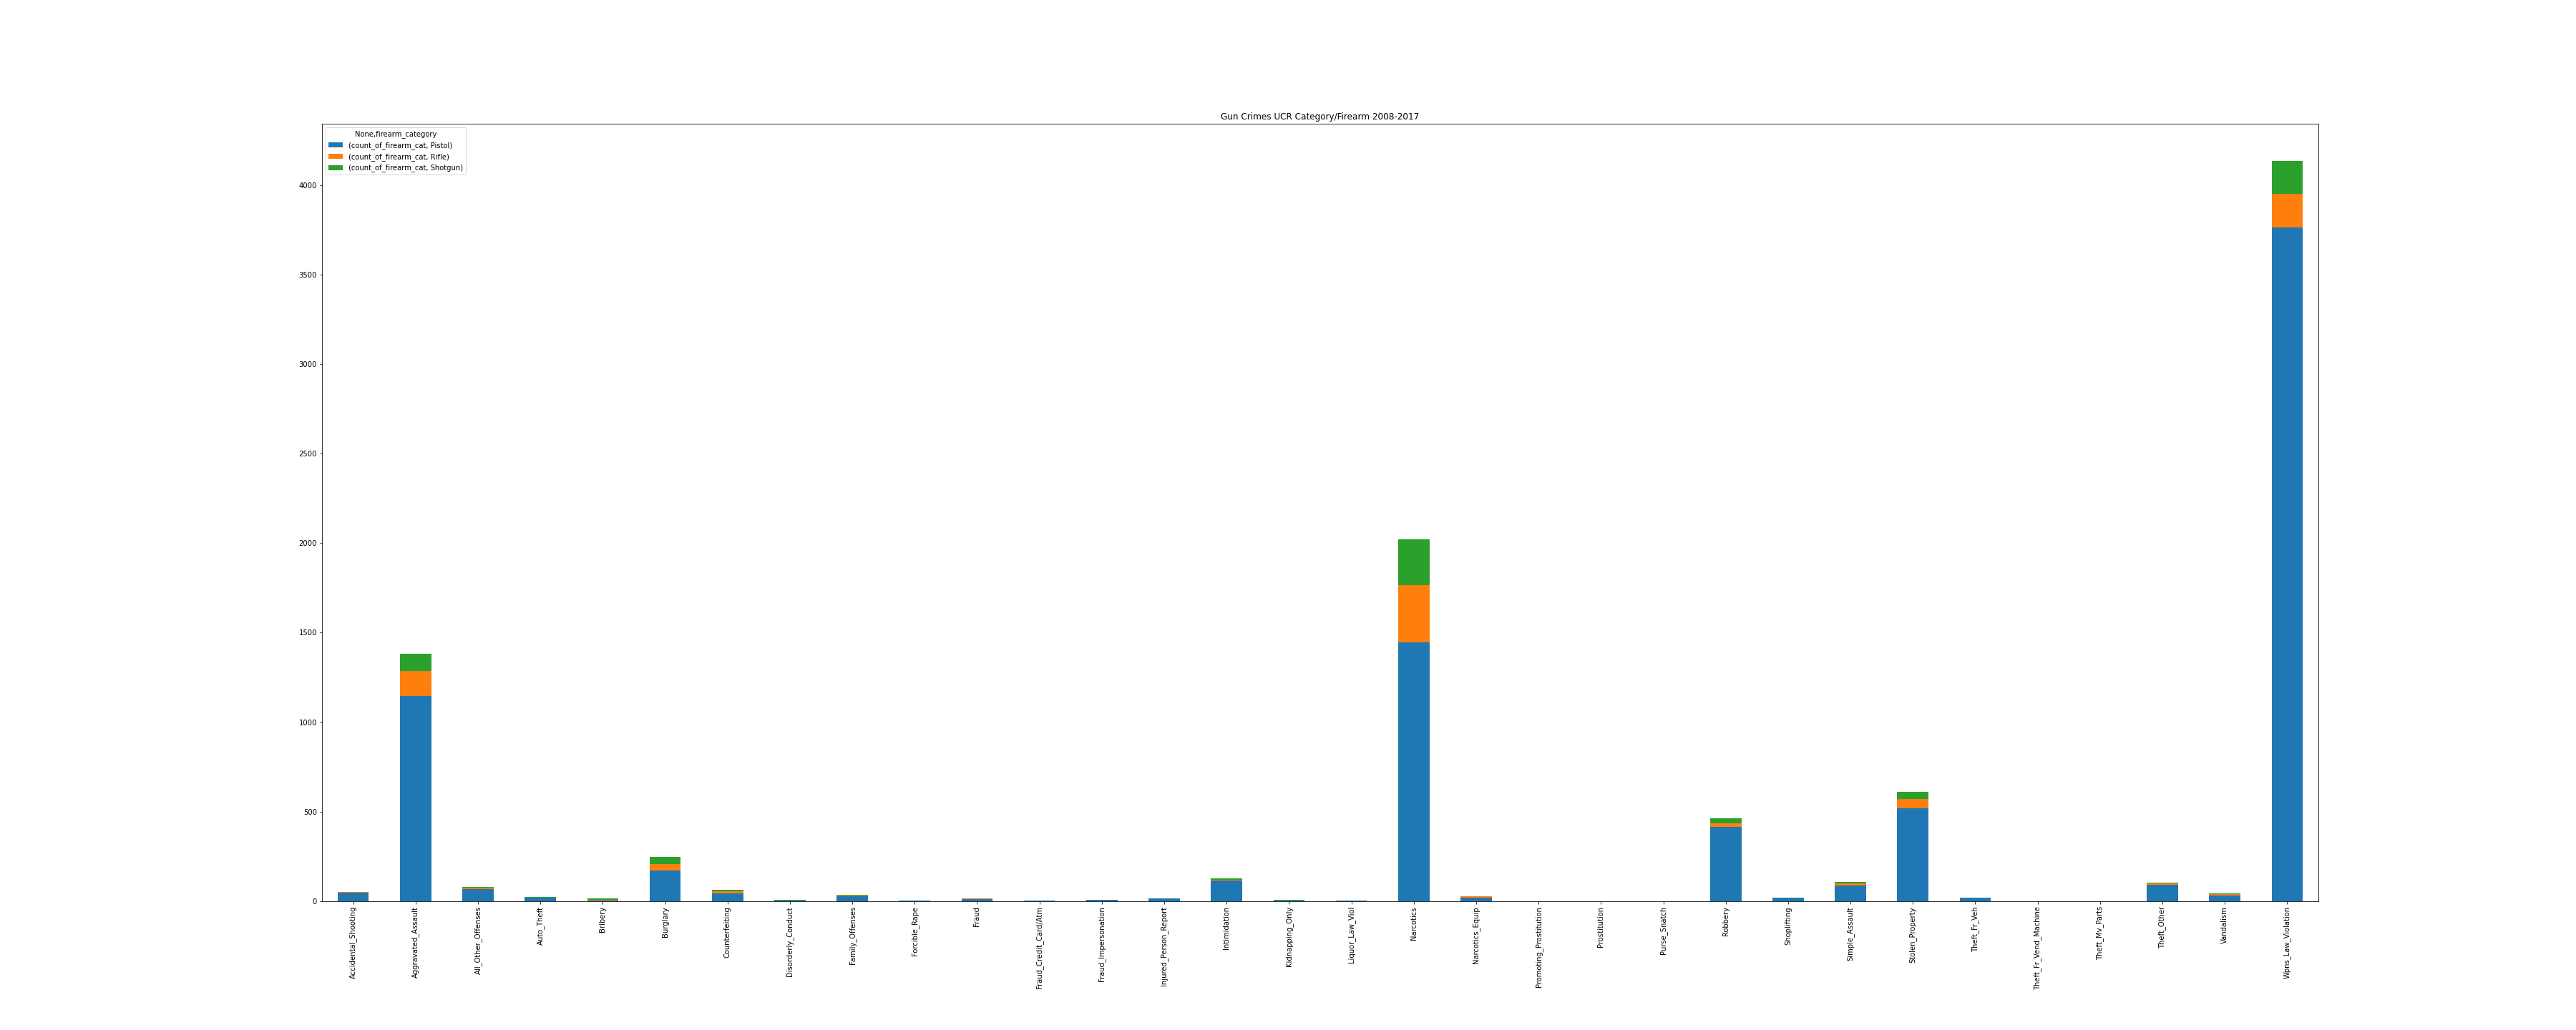 Gun Crimes UCR Category/Firearm 2008-2017
None,firearm_category
(count_of_firearm_cat, Pistol)
(count_of_firearm_cat, Rifle)
(count_of_firearm_cat, Shotgun)
4000
3500
3000
2500
2000
1500
1000
500
0
Accidental_Shooting
Aggravated_Assault
All_Other_Offenses
Auto_Theft
Bribery
Burglary
Counterfeiting
Disorderly_Conduct
Family_Offenses
Forcible_Rape
Fraud
Fraud_Credit_Card/Atm
Fraud_Impersonation
Injured_Person_Report
Intimidation
Kidnapping_Only
Liquor_Law_Viol
Narcotics
Narcotics_Equip
Promoting_Prostitution
Prostitution
Purse_Snatch
Robbery
Shoplifting
Simple_Assault
Stolen_Property
Theft_Fr_Veh
Theft_Fr_Vend_Machine
Theft_Mv_Parts
Theft_Other
Vandalism
Wpns_Law_Violation